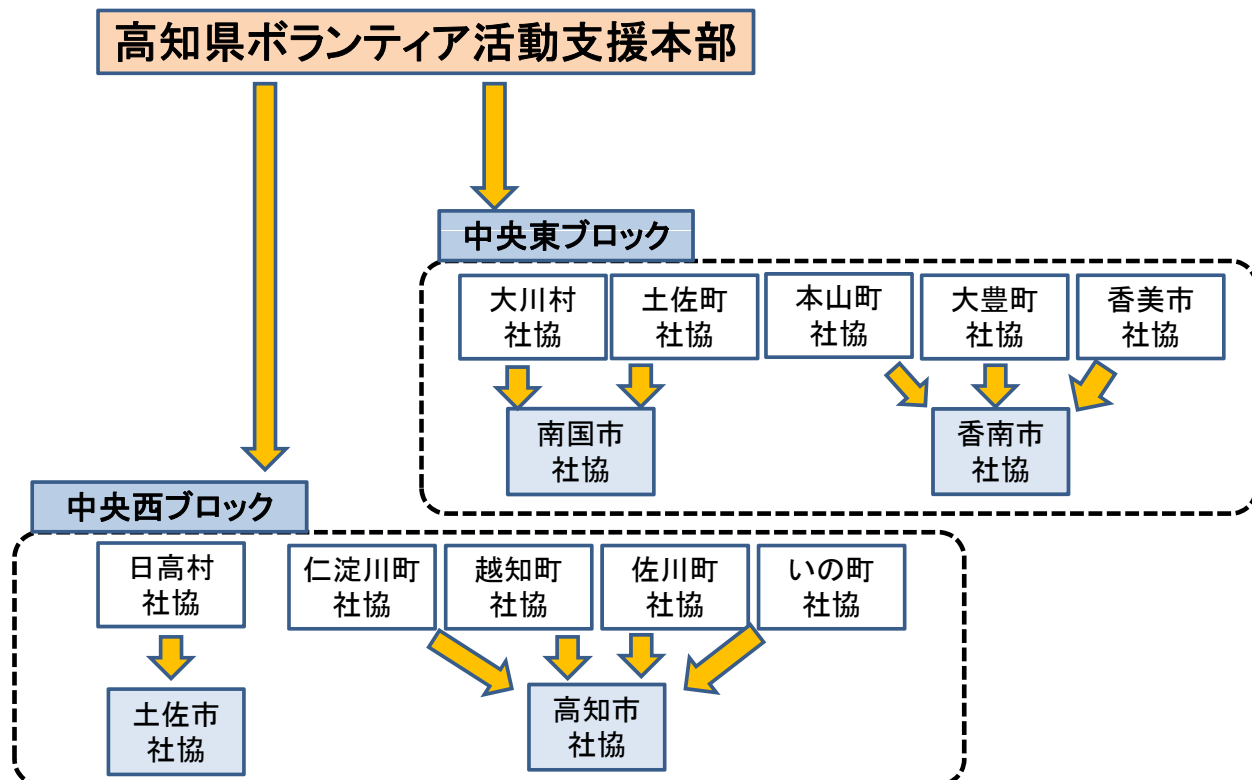 高知県ボランティア活動支援本部
中央東ブロック
大川村
社協
土佐町
社協
本山町
社協
大豊町
社協
香美市
社協
南国市
社協
香南市
社協
中央西ブロック
日高村
社協
仁淀川町
社協
越知町
社協
佐川町
社協
いの町
社協
土佐市
社協
高知市
社協